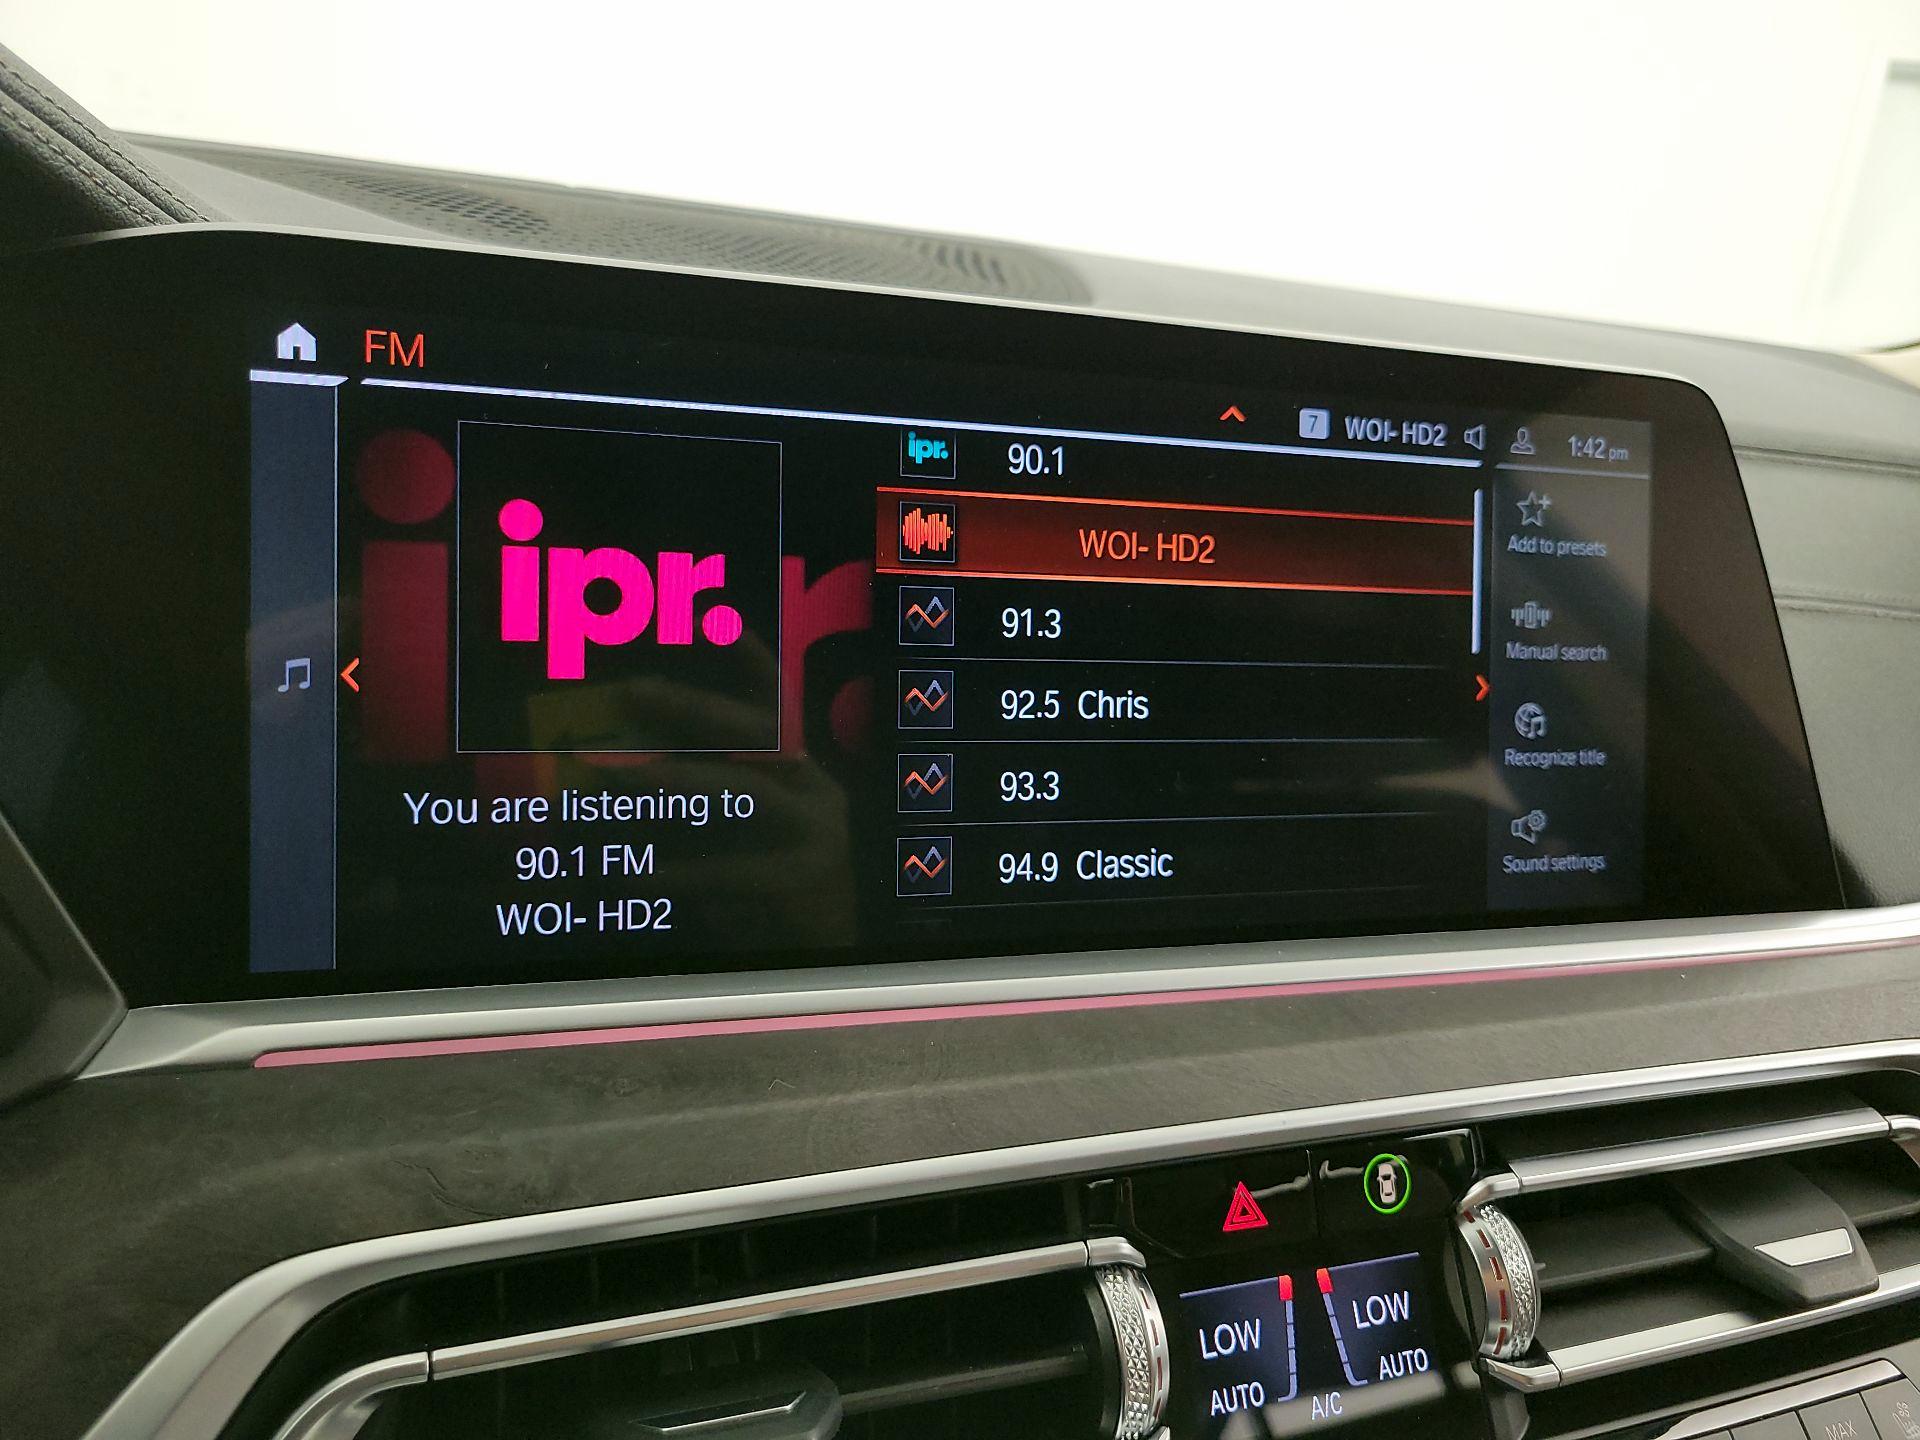 FM
7 WOI- HD2
1:42 pm
ipr.
ipr.
90.1
WOI- HD2
91.3
92.5 Chris
93.3
94.9 Classic
You are listening to
90.1 FM
WOI- HD2
Add to presets
Manual search
Recognize title
Sound settings
LOW
LOW
AUTO
AUTO
A/C
MAX